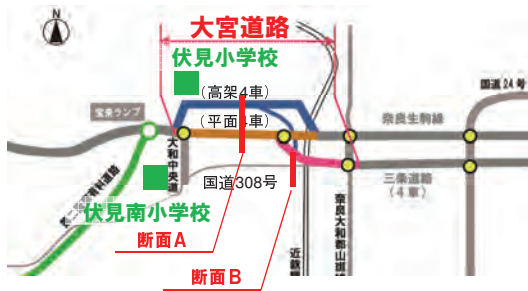 N
大宮道路
伏見小学校
国道24号
(高架4車)
宝来ランプ
(平面4車)
奈良生駒線
大和中央道
国道308号
三条道路
(4車)
伏見南小学校
断面A
断面B
近鉄
奈良大和郡山斑鳩